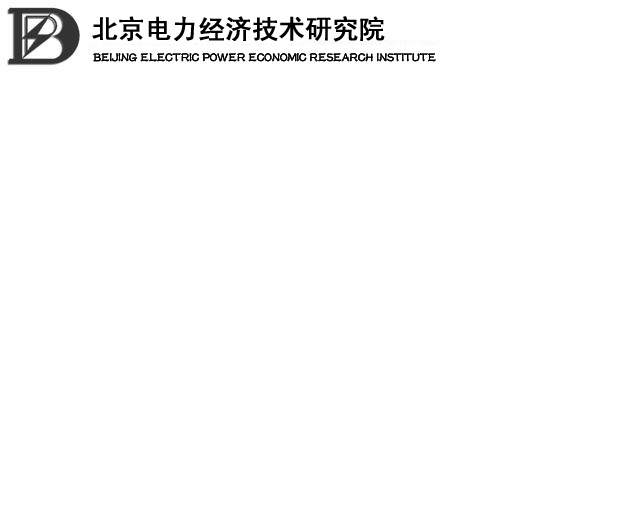 北京电力经济技术研究院
BEIJING ELECTRIC POWER ECONOMIC RESEARCH INSTITUTE